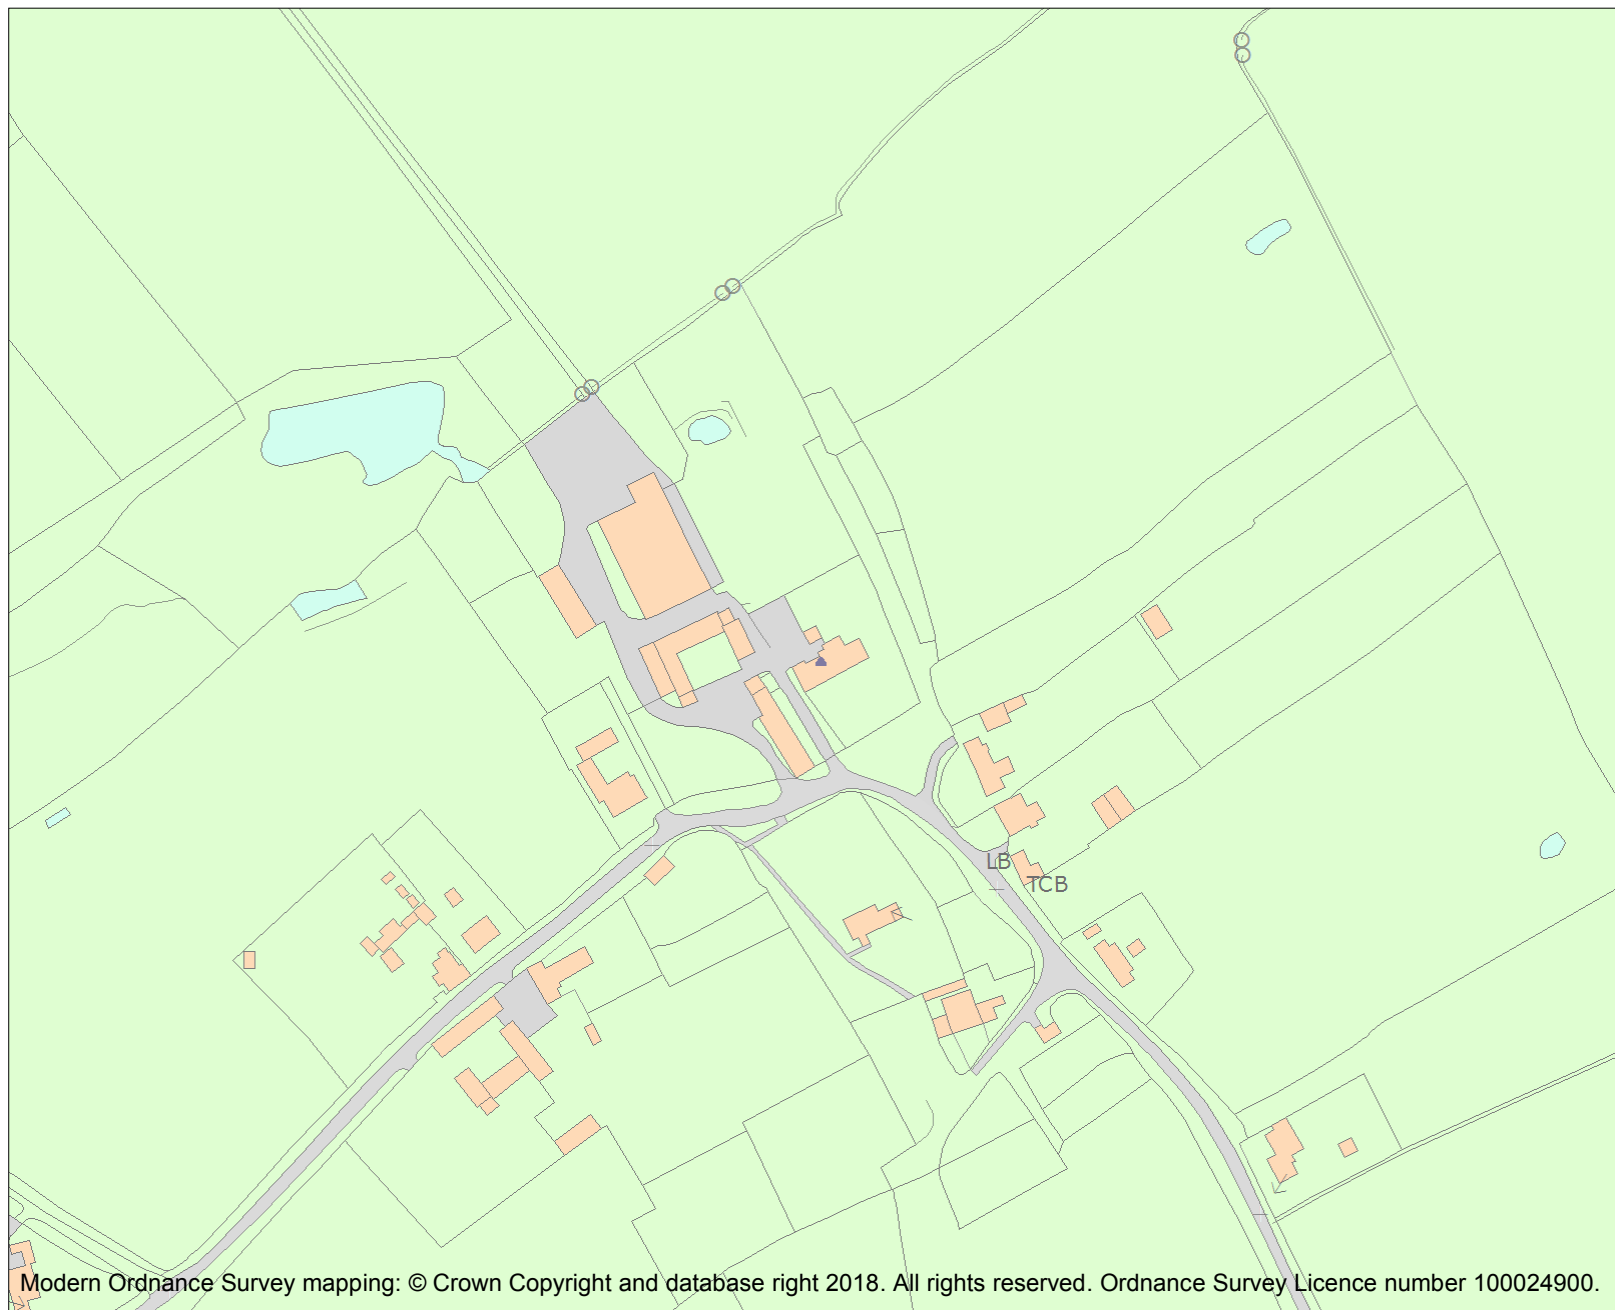 LB
TCB
Modern Ordnance Survey mapping: © Crown Copyright and database right 2018. All rights reserved. Ordnance Survey Licence number 100024900.